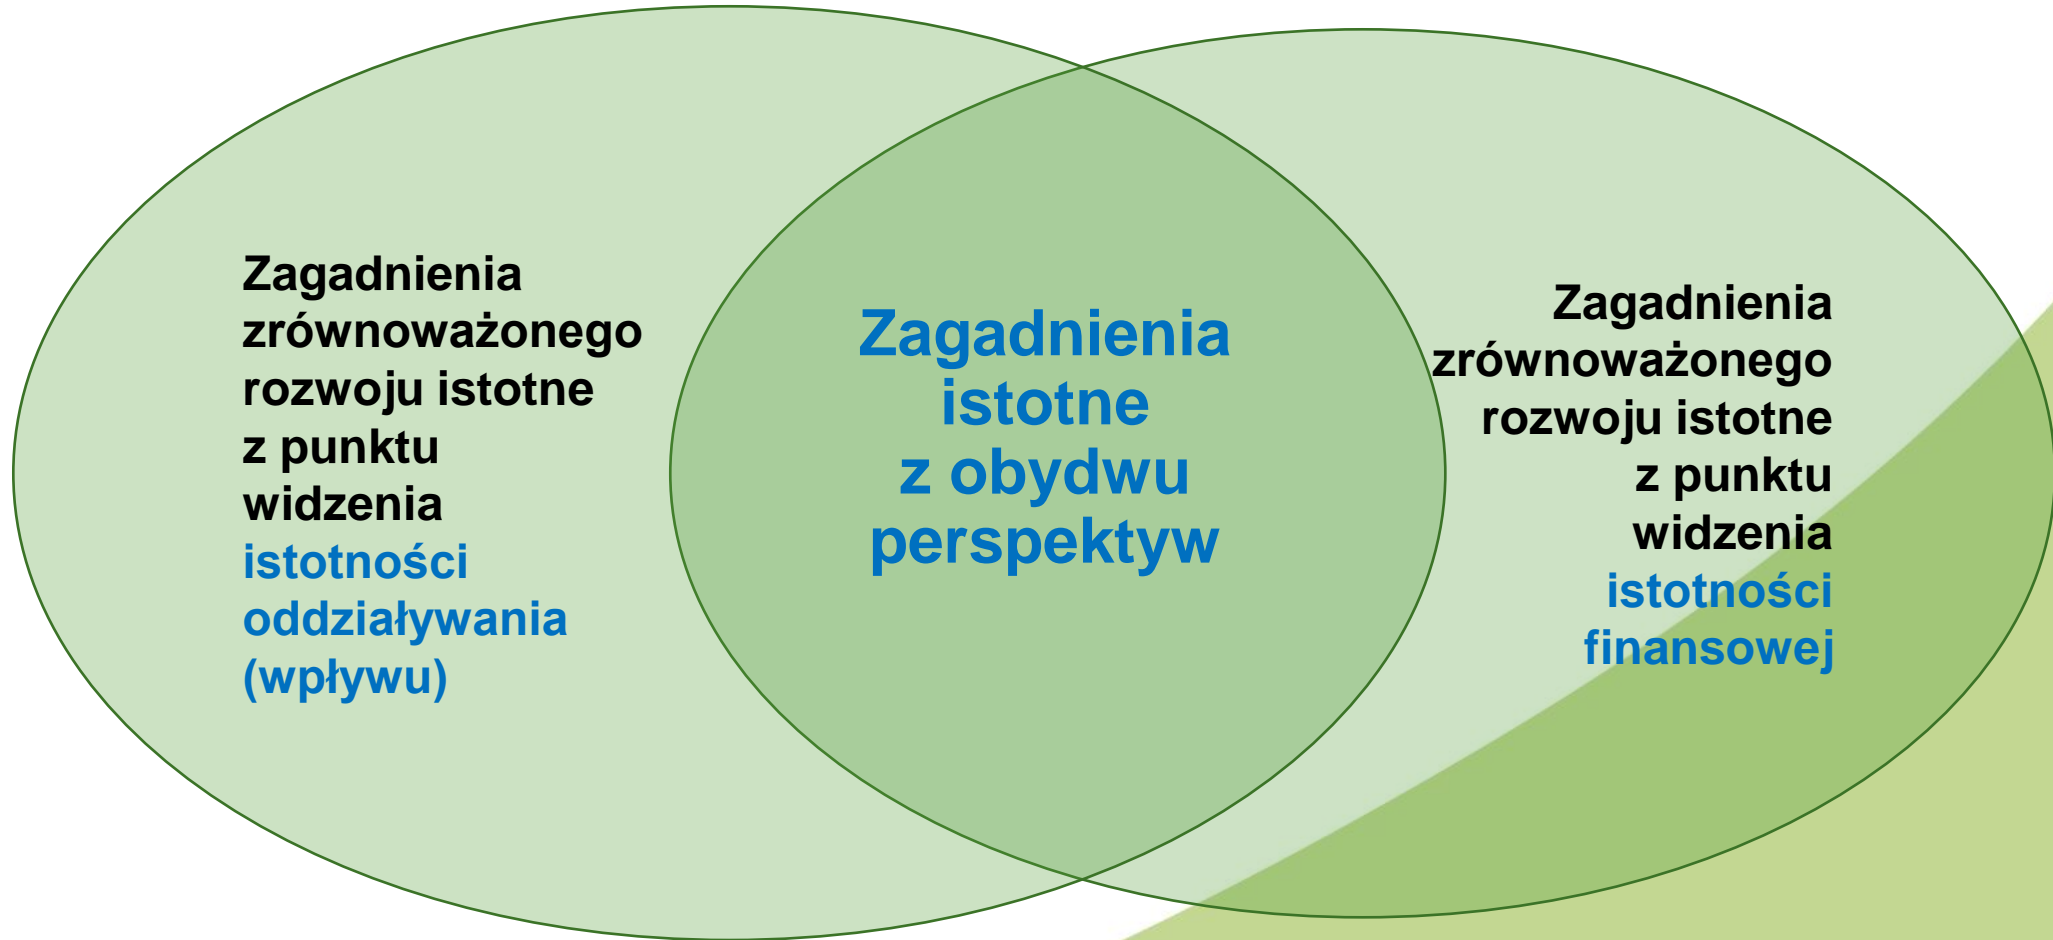 Zagadnienia
zrównoważonego
rozwoju istotne
z punktu
widzenia
istotności
oddziaływania
(wpływu)
Zagadnienia
istotne
z obydwu
perspektyw
Zagadnienia
zrównoważonego
rozwoju istotne
z punktu
widzenia
istotności
finansowej